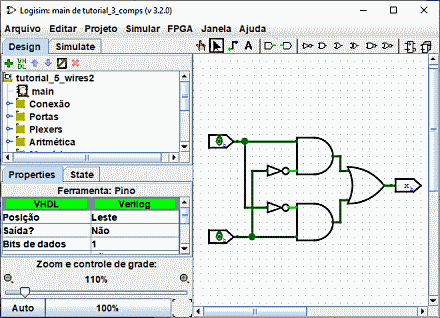 Logisim: main de tutorial_3_comps (v 3.2.0)
Arquivo Editar Projeto Simular FPGA Janela Ajuda
Design Simulate
A
VHDL
tutorial_5_wires2
main
Conexão
Portas
Plexers
Aritmética
Properties State
Ferramenta: Pino
VHDL Verilog
Posição Leste
Saída? Não
Bits de dados 1
Zoom e controle de grade:
110%
Auto 100%
0
0
x